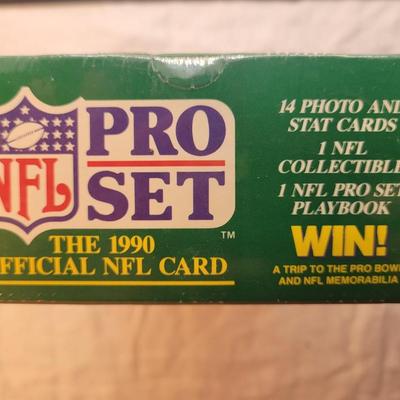 NFL
PRO
SET
TM
THE 1990
OFFICIAL NFL CARD
14 PHOTO AND
STAT CARDS
1 NFL
COLLECTIBLE
1 NFL PRO SET
PLAYBOOK
WIN!
A TRIP TO THE PRO BOWL
AND NFL MEMORABILIA